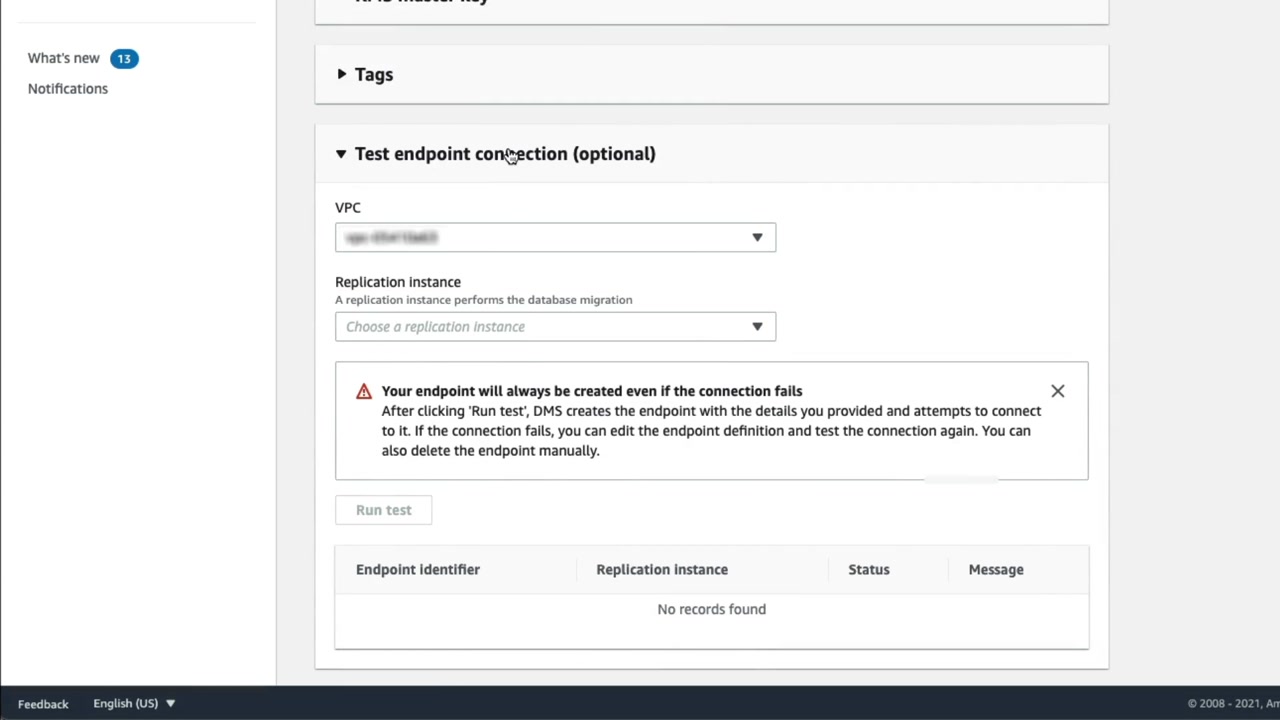 KMS master key
What's new 13
Notifications
Tags
Test endpoint connection (optional)
VPC
Replication instance
A replication instance performs the database migration
Choose a replication instance
Your endpoint will always be created even if the connection fails
After clicking 'Run test', DMS creates the endpoint with the details you provided and attempts to connect
to it. If the connection fails, you can edit the endpoint definition and test the connection again. You can
also delete the endpoint manually.
Run test
Endpoint identifier Replication instance Status Message
No records found
Feedback English (US) © 2008 - 2021, Am